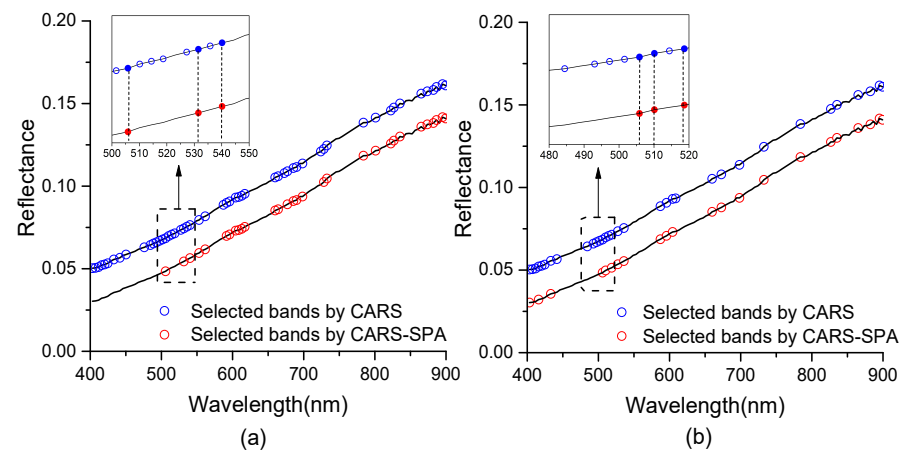 0.20
0.15
0.10
0.05
0.00
Reflectance
500 510 520 530 540 550
Selected bands by CARS
Selected bands by CARS-SPA
400 500 600 700 800 900
Wavelength(nm)
(a)
0.20
0.15
0.10
0.05
0.00
Reflectance
480 490 500 510 520
Selected bands by CARS
Selected bands by CARS-SPA
400 500 600 700 800 900
Wavelength(nm)
(b)